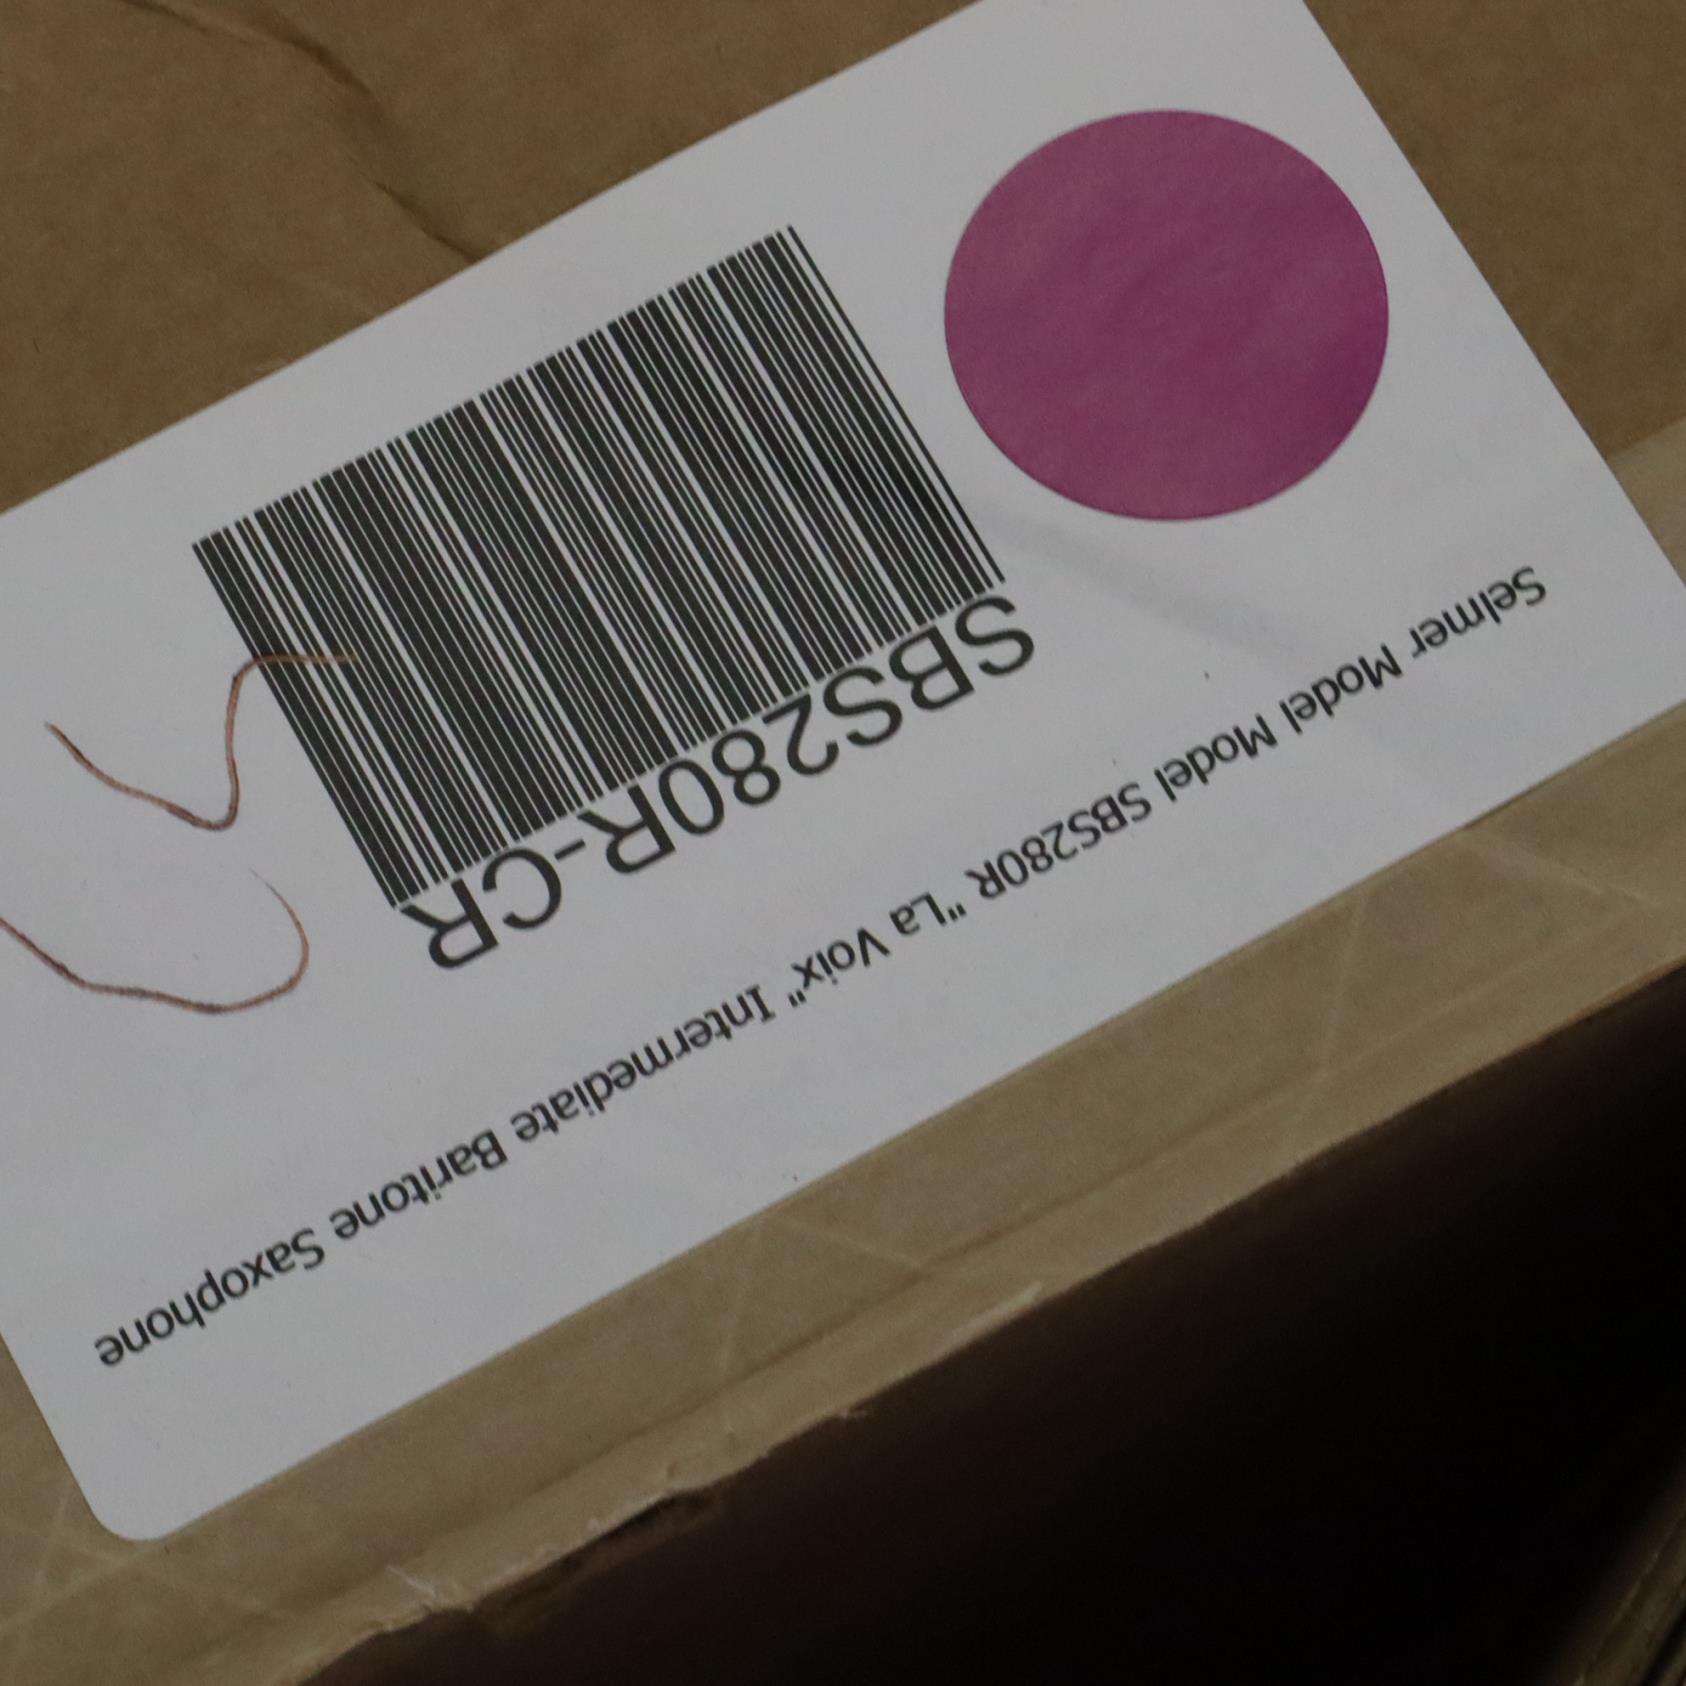 SBS280R-CR
Selmer Model Model SBS280R "La Voix" Intermediate Baritone Saxophone